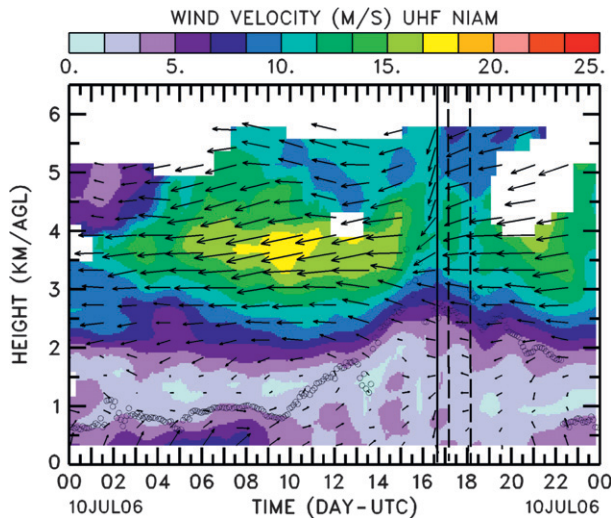 WIND VELOCITY (M/S) UHF NIAM
0. 5. 10. 15. 20. 25.
HEIGHT (KM/AGL)
6
5
4
3
2
1
0
00 02 04 06 08 10 12 14 16 18 20 22 00
10JUL06 TIME (DAY-UTC) 10JUL06